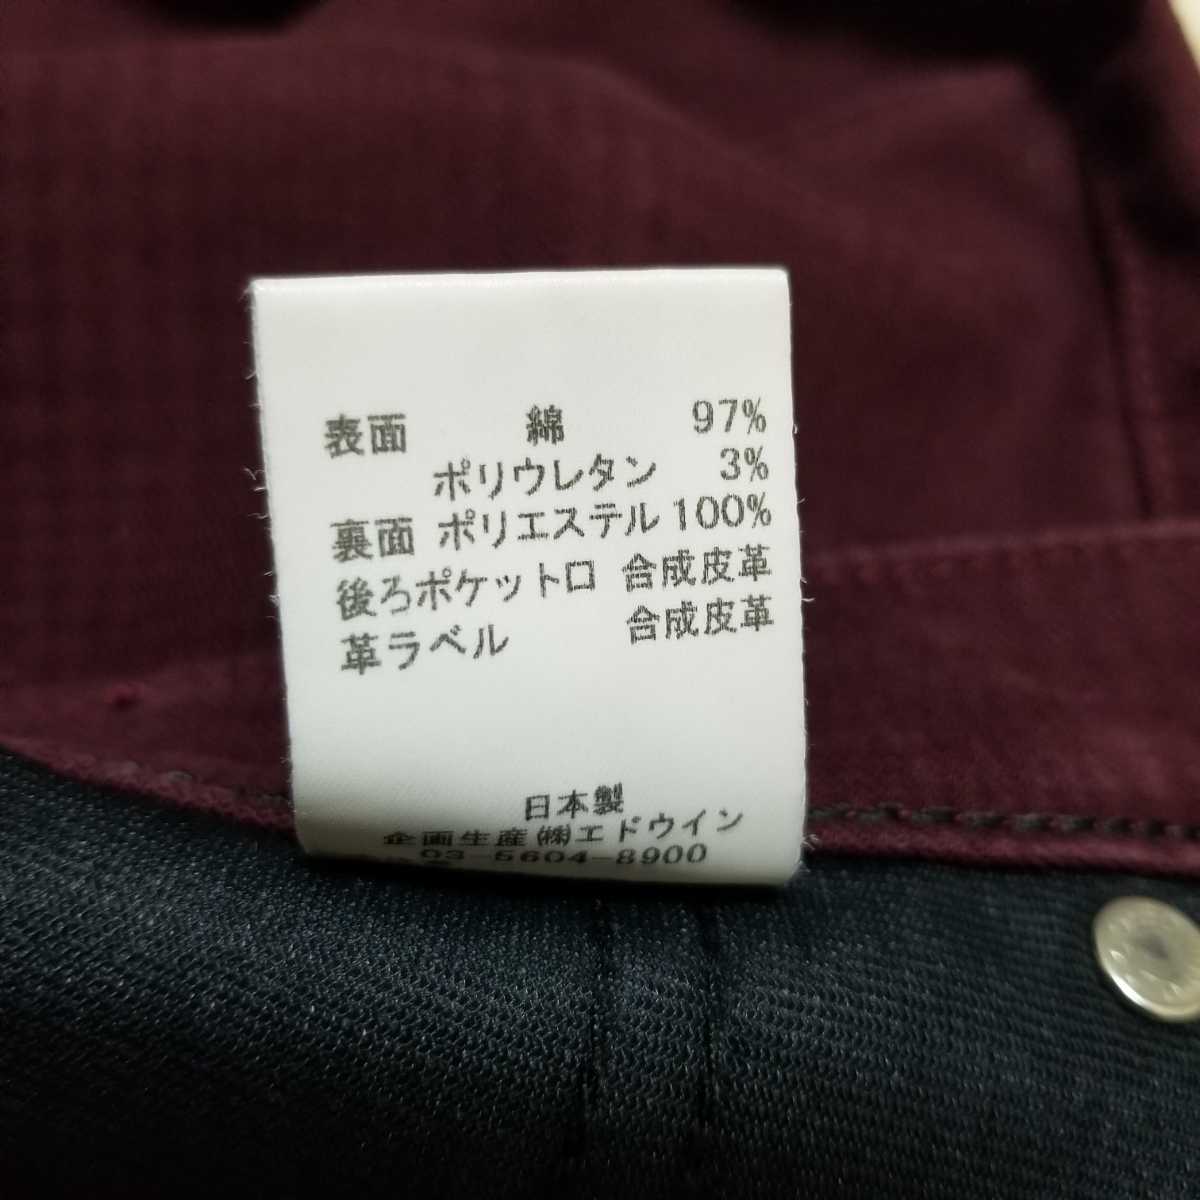 表面 綿 97%
ポリウレタン 3%
裏面 ポリエステル 100%
後ろポケット口 合成皮革
革ラベル 合成皮革
日本製
企画生産㈱エドウイン
03-5604-8900